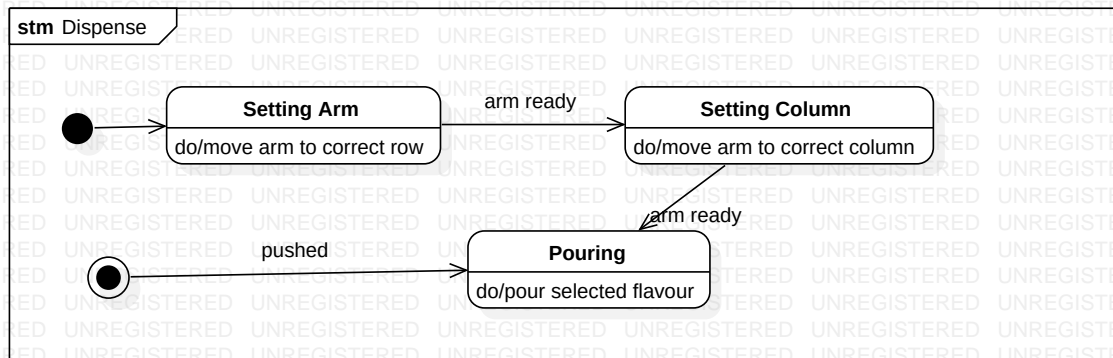 stm Dispense
Setting Arm
do/move arm to correct row
arm ready
Setting Column
do/move arm to correct column
arm ready
pushed
Pouring
do/pour selected flavour
UNREGISTERED